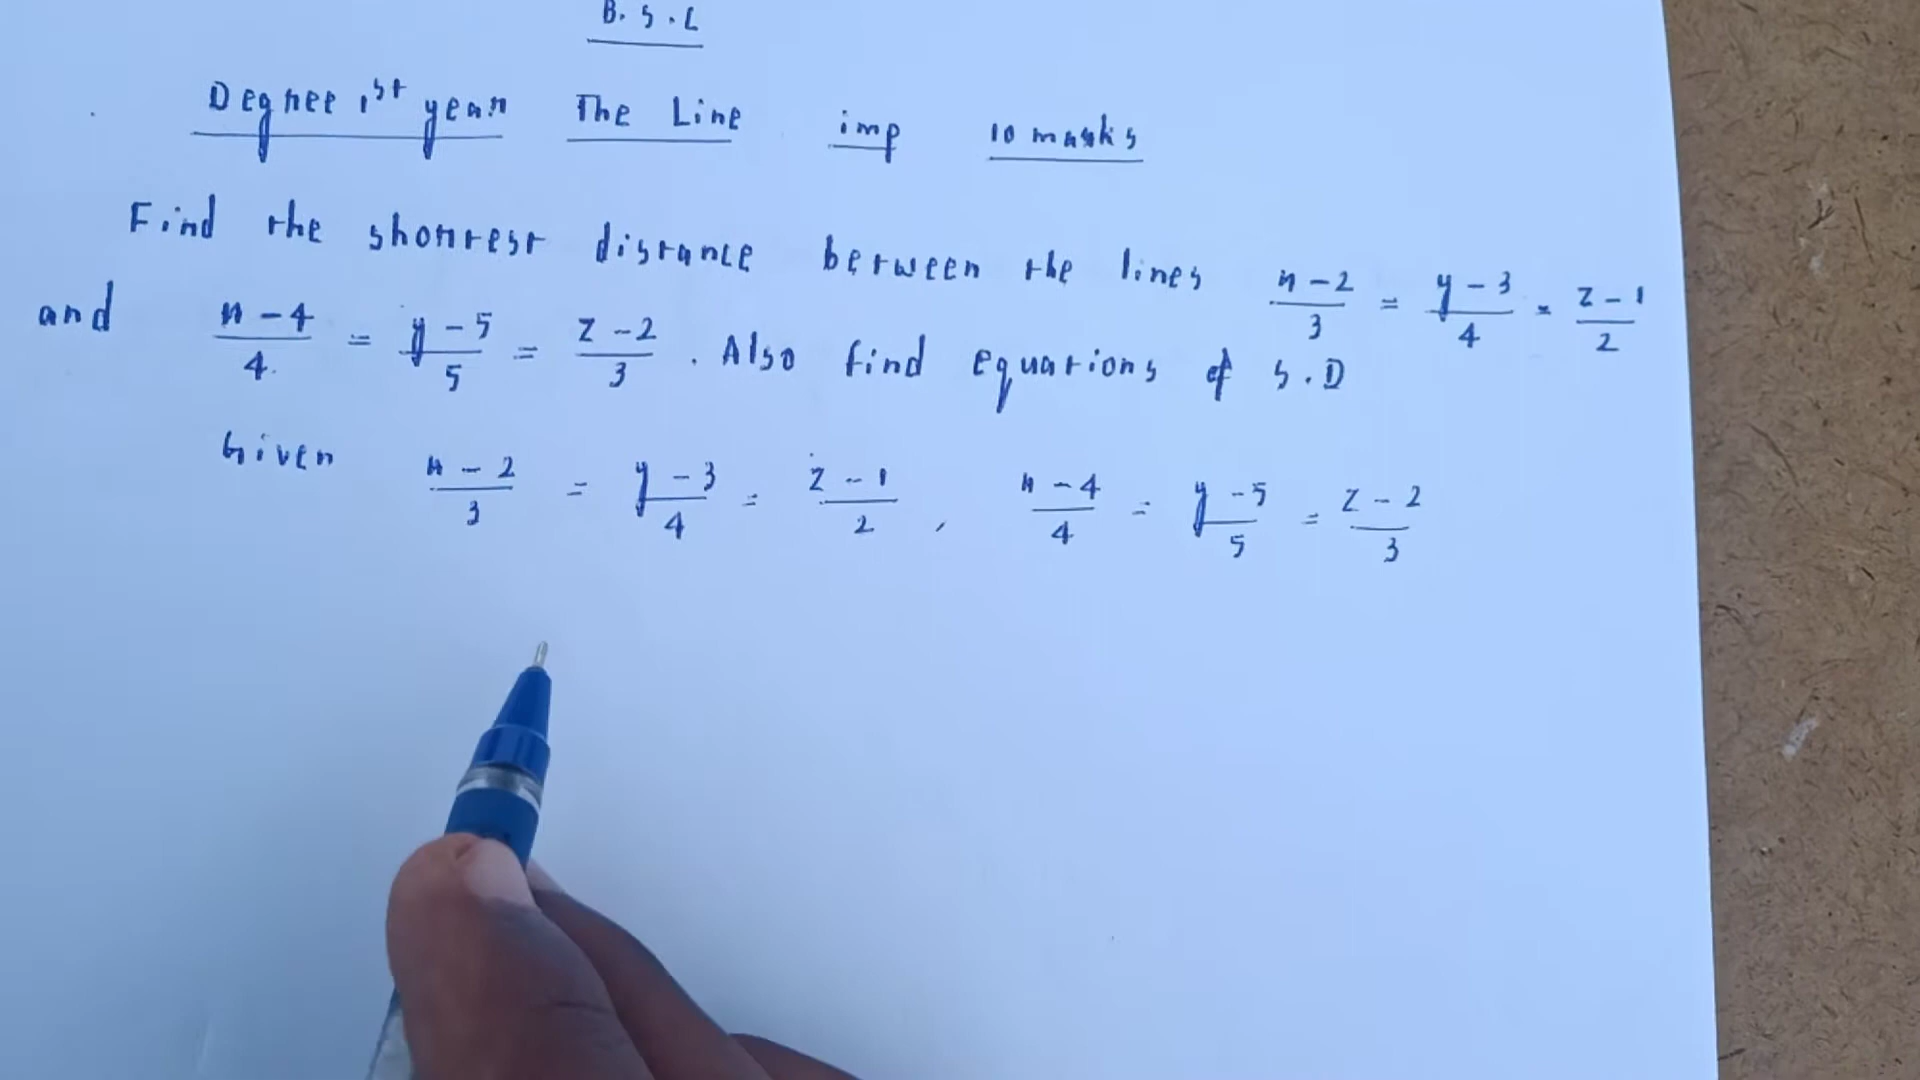 B.S.C
Degree 1st year The Line imp 10 marks
Find the shortest distance between the lines x-2/3 = y-3/4 = z-1/2
and x-4/4 = y-5/5 = z-2/3. Also find equations of S.D
Given x-2/3 = y-3/4 = z-1/2, x-4/4 = y-5/5 = z-2/3